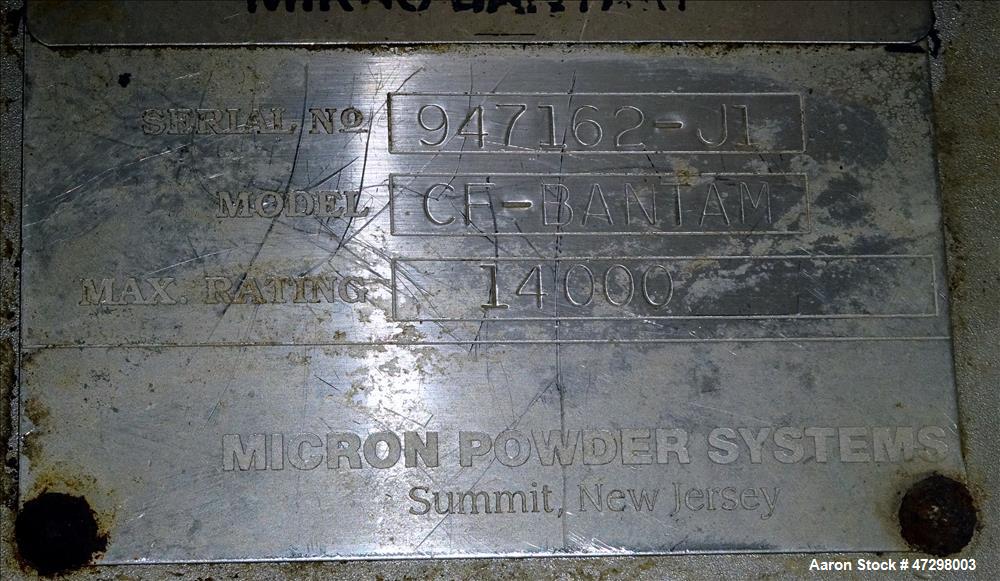 SERIAL No 947162-J1
MODEL CF-BANTAM
MAX. RATING 14000
MICRON POWDER SYSTEMS
Summit, New Jersey
Aaron Stock # 47298003